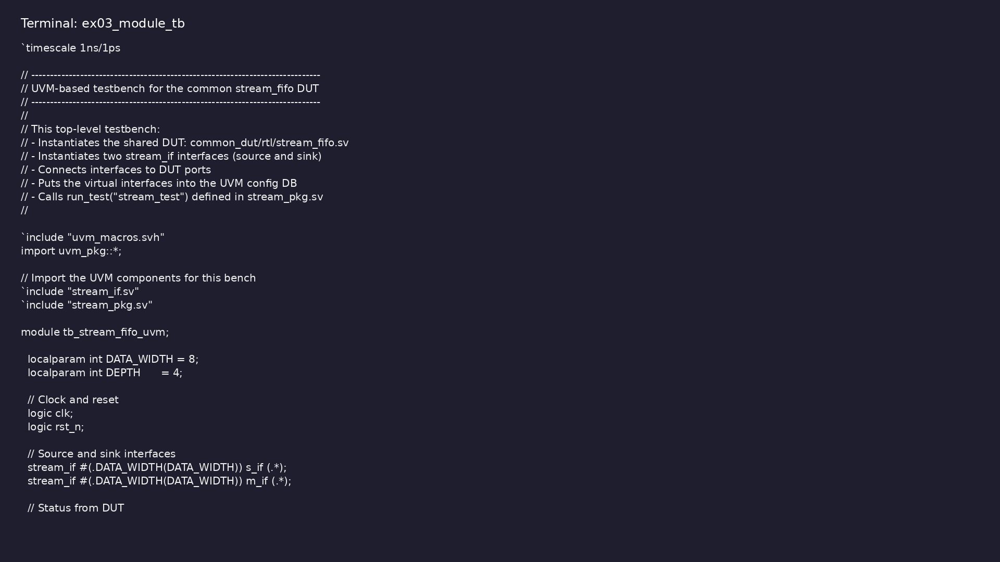 Terminal: ex03_module_tb
`timescale 1ns/1ps
// -----------------------------------------------------------------------------
// UVM-based testbench for the common stream_fifo DUT
// -----------------------------------------------------------------------------
//
// This top-level testbench:
// - Instantiates the shared DUT: common_dut/rtl/stream_fifo.sv
// - Instantiates two stream_if interfaces (source and sink)
// - Connects interfaces to DUT ports
// - Puts the virtual interfaces into the UVM config DB
// - Calls run_test("stream_test") defined in stream_pkg.sv
//
`include "uvm_macros.svh"
import uvm_pkg::*;
// Import the UVM components for this bench
`include "stream_if.sv"
`include "stream_pkg.sv"
module tb_stream_fifo_uvm;
  localparam int DATA_WIDTH = 8;
  localparam int DEPTH      = 4;
  // Clock and reset
  logic clk;
  logic rst_n;
  // Source and sink interfaces
  stream_if #(.DATA_WIDTH(DATA_WIDTH)) s_if (.*);
  stream_if #(.DATA_WIDTH(DATA_WIDTH)) m_if (.*);
  // Status from DUT